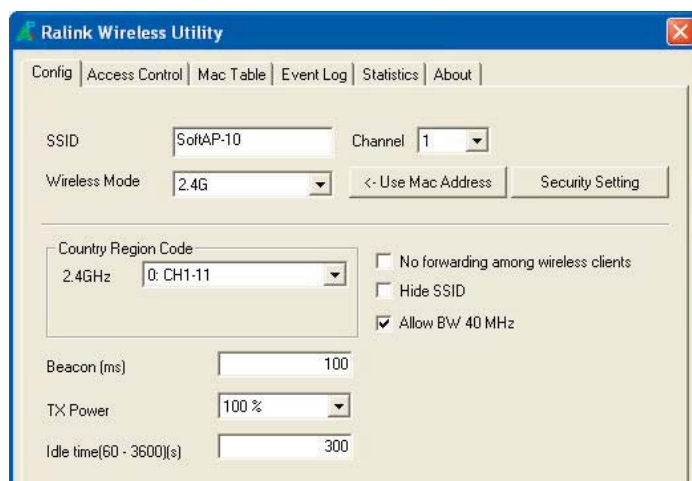 Ralink Wireless Utility
Config Access Control Mac Table Event Log Statistics About
SSID SoftAP-10 Channel 1
Wireless Mode 2.4G <- Use Mac Address Security Setting
Country Region Code
2.4GHz 0: CH1-11
No forwarding among wireless clients
Hide SSID
Allow BW 40 MHz
Beacon (ms) 100
TX Power 100 %
Idle time(60 - 3600)(s) 300